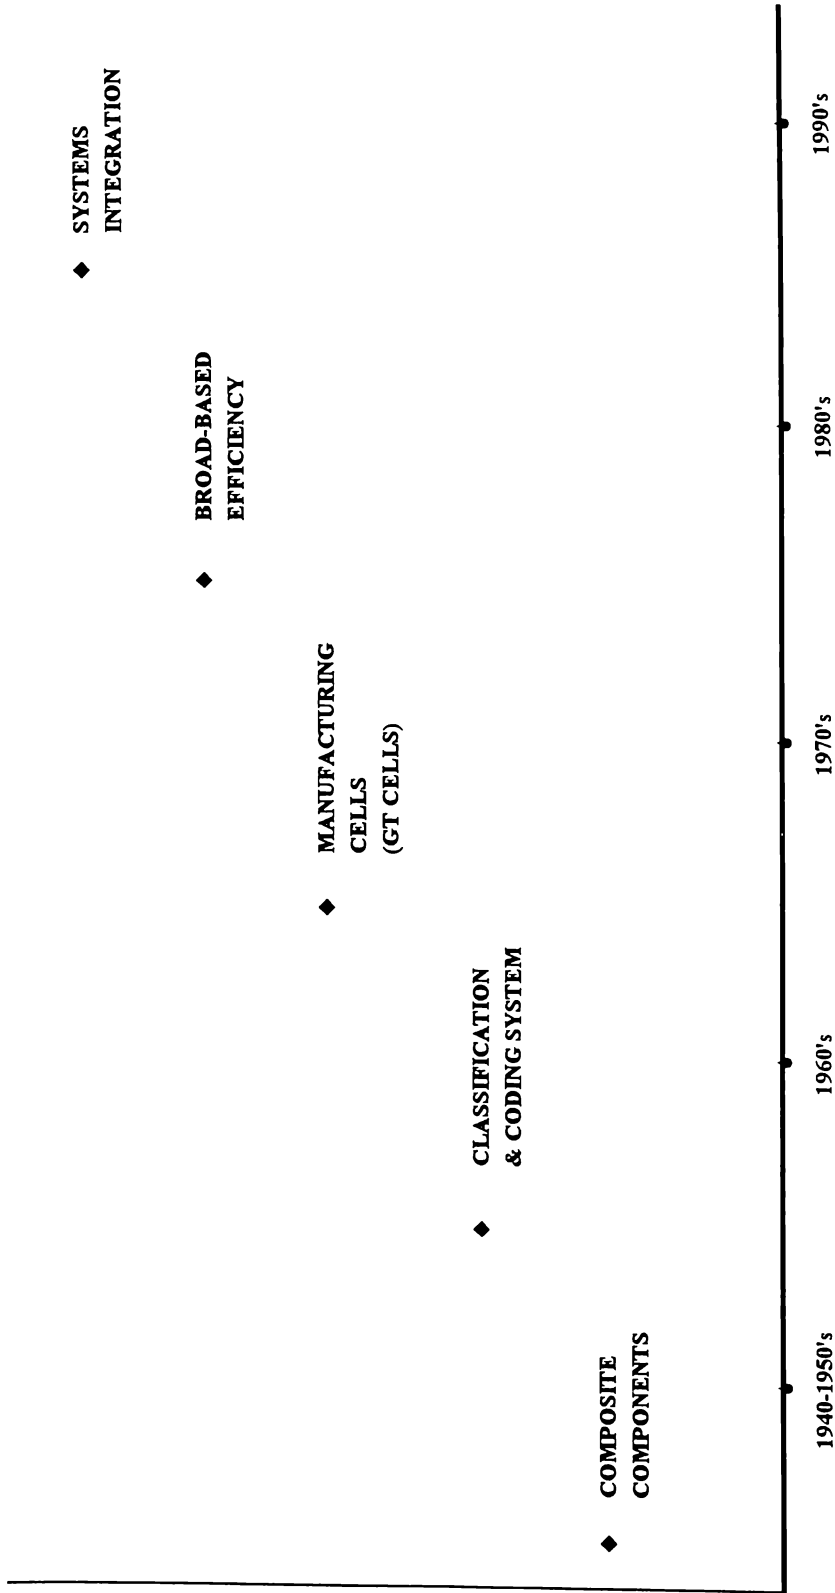 SYSTEMS
INTEGRATION
BROAD-BASED
EFFICIENCY
MANUFACTURING
CELLS
(GT CELLS)
CLASSIFICATION
& CODING SYSTEM
COMPOSITE
COMPONENTS
1940-1950's
1960's
1970's
1980's
1990's